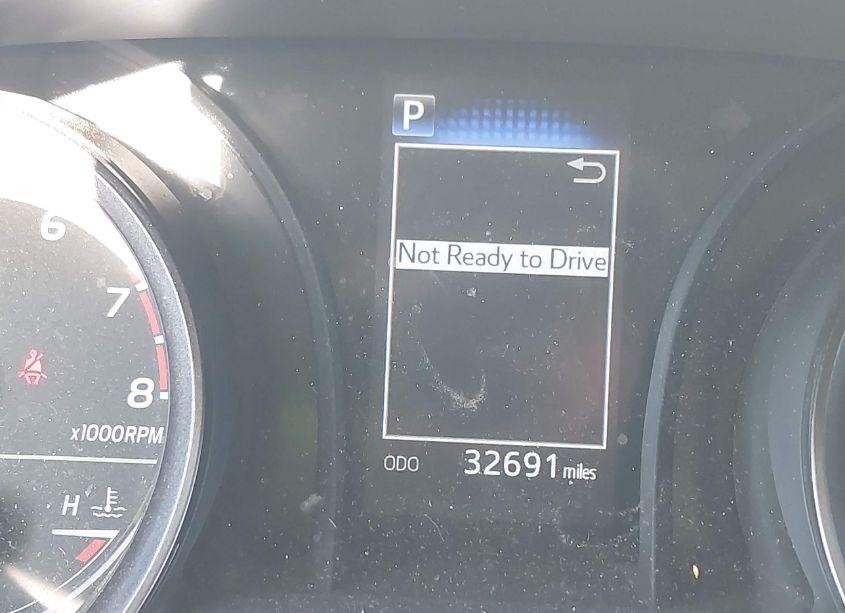 P
Not Ready to Drive
ODO 32691 miles
6
7
8
x1000RPM
H